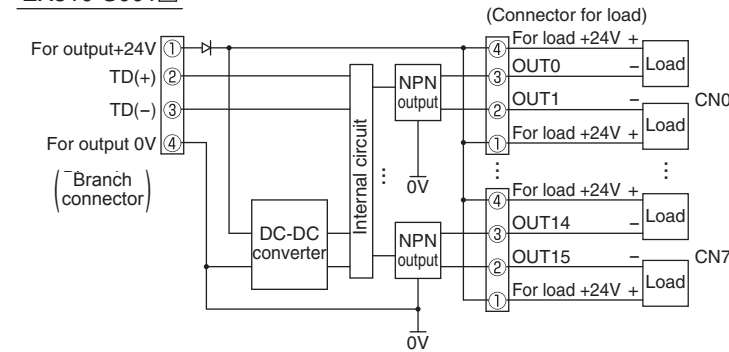 (Connector for load)
For output+24V ①
TD(+) ②
TD(−) ③
For output 0V ④
(Branch connector)
Internal circuit
DC-DC converter
NPN output
0V
NPN output
0V
④ For load +24V + Load
③ OUT0 −
② OUT1 − CN0
① For load +24V + Load
⋮ ⋮ ⋮
④ For load +24V + Load
③ OUT14 −
② OUT15 − CN7
① For load +24V + Load